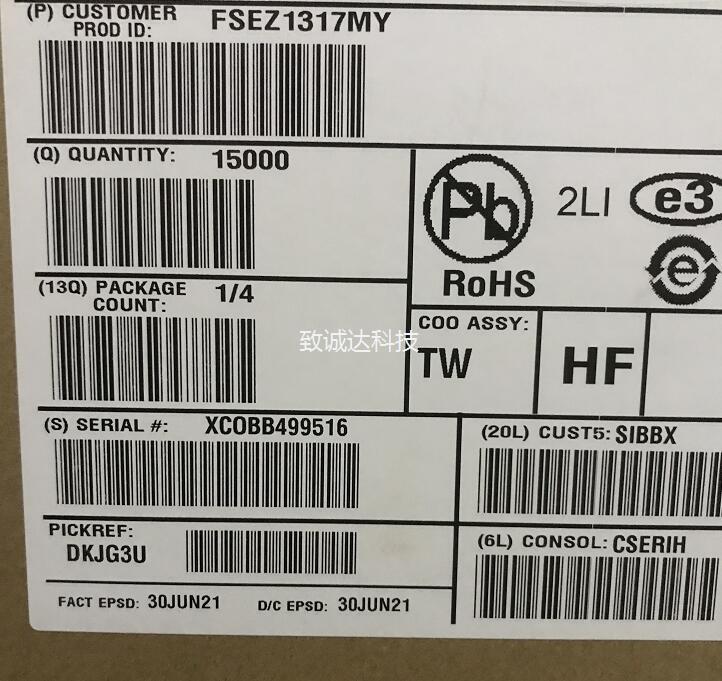 (P) CUSTOMER PROD ID: FSEZ1317MY
(Q) QUANTITY: 15000
Pb
2LI
e3
e
RoHS
(13Q) PACKAGE COUNT: 1/4
COO ASSY:
TW
HF
致诚达科技
(S) SERIAL #: XCOBB499516
(20L) CUST5: SIBBX
PICKREF:
DKJG3U
(6L) CONSOL: CSERIH
FACT EPSD: 30JUN21 D/C EPSD: 30JUN21